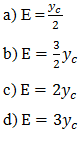 a) E = y_c/2
b) E = 3/2 y_c
c) E = 2y_c
d) E = 3y_c